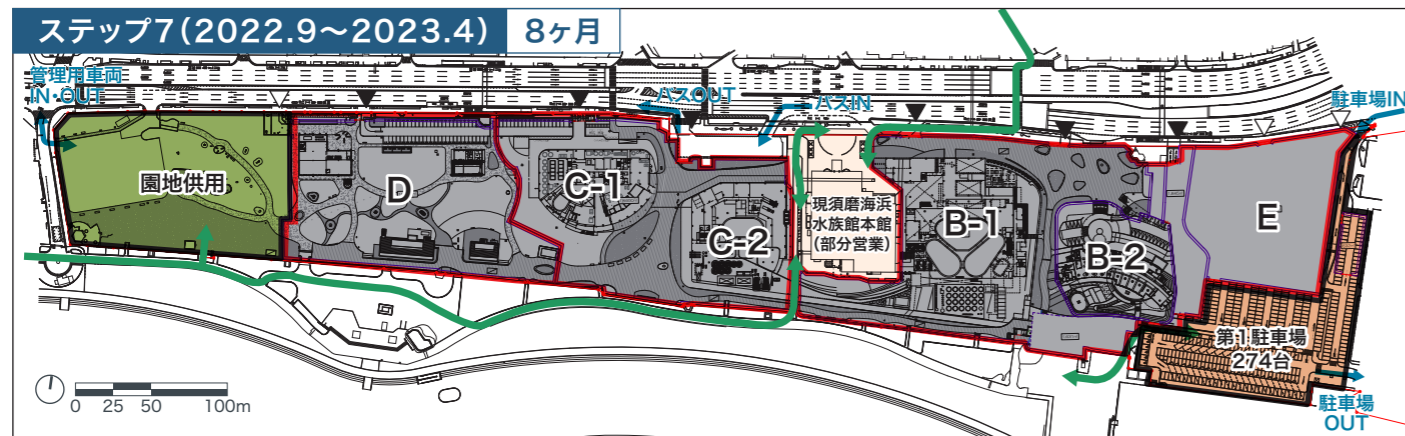 ステップ7(2022.9〜2023.4)
8ヶ月
管理用車両
IN・OUT
バスOUT
バスIN
駐車場IN
園地供用
D
C-1
C-2
現須磨海浜
水族館本館
(部分営業)
B-1
B-2
E
第1駐車場
274台
駐車場
OUT
0 25 50 100m